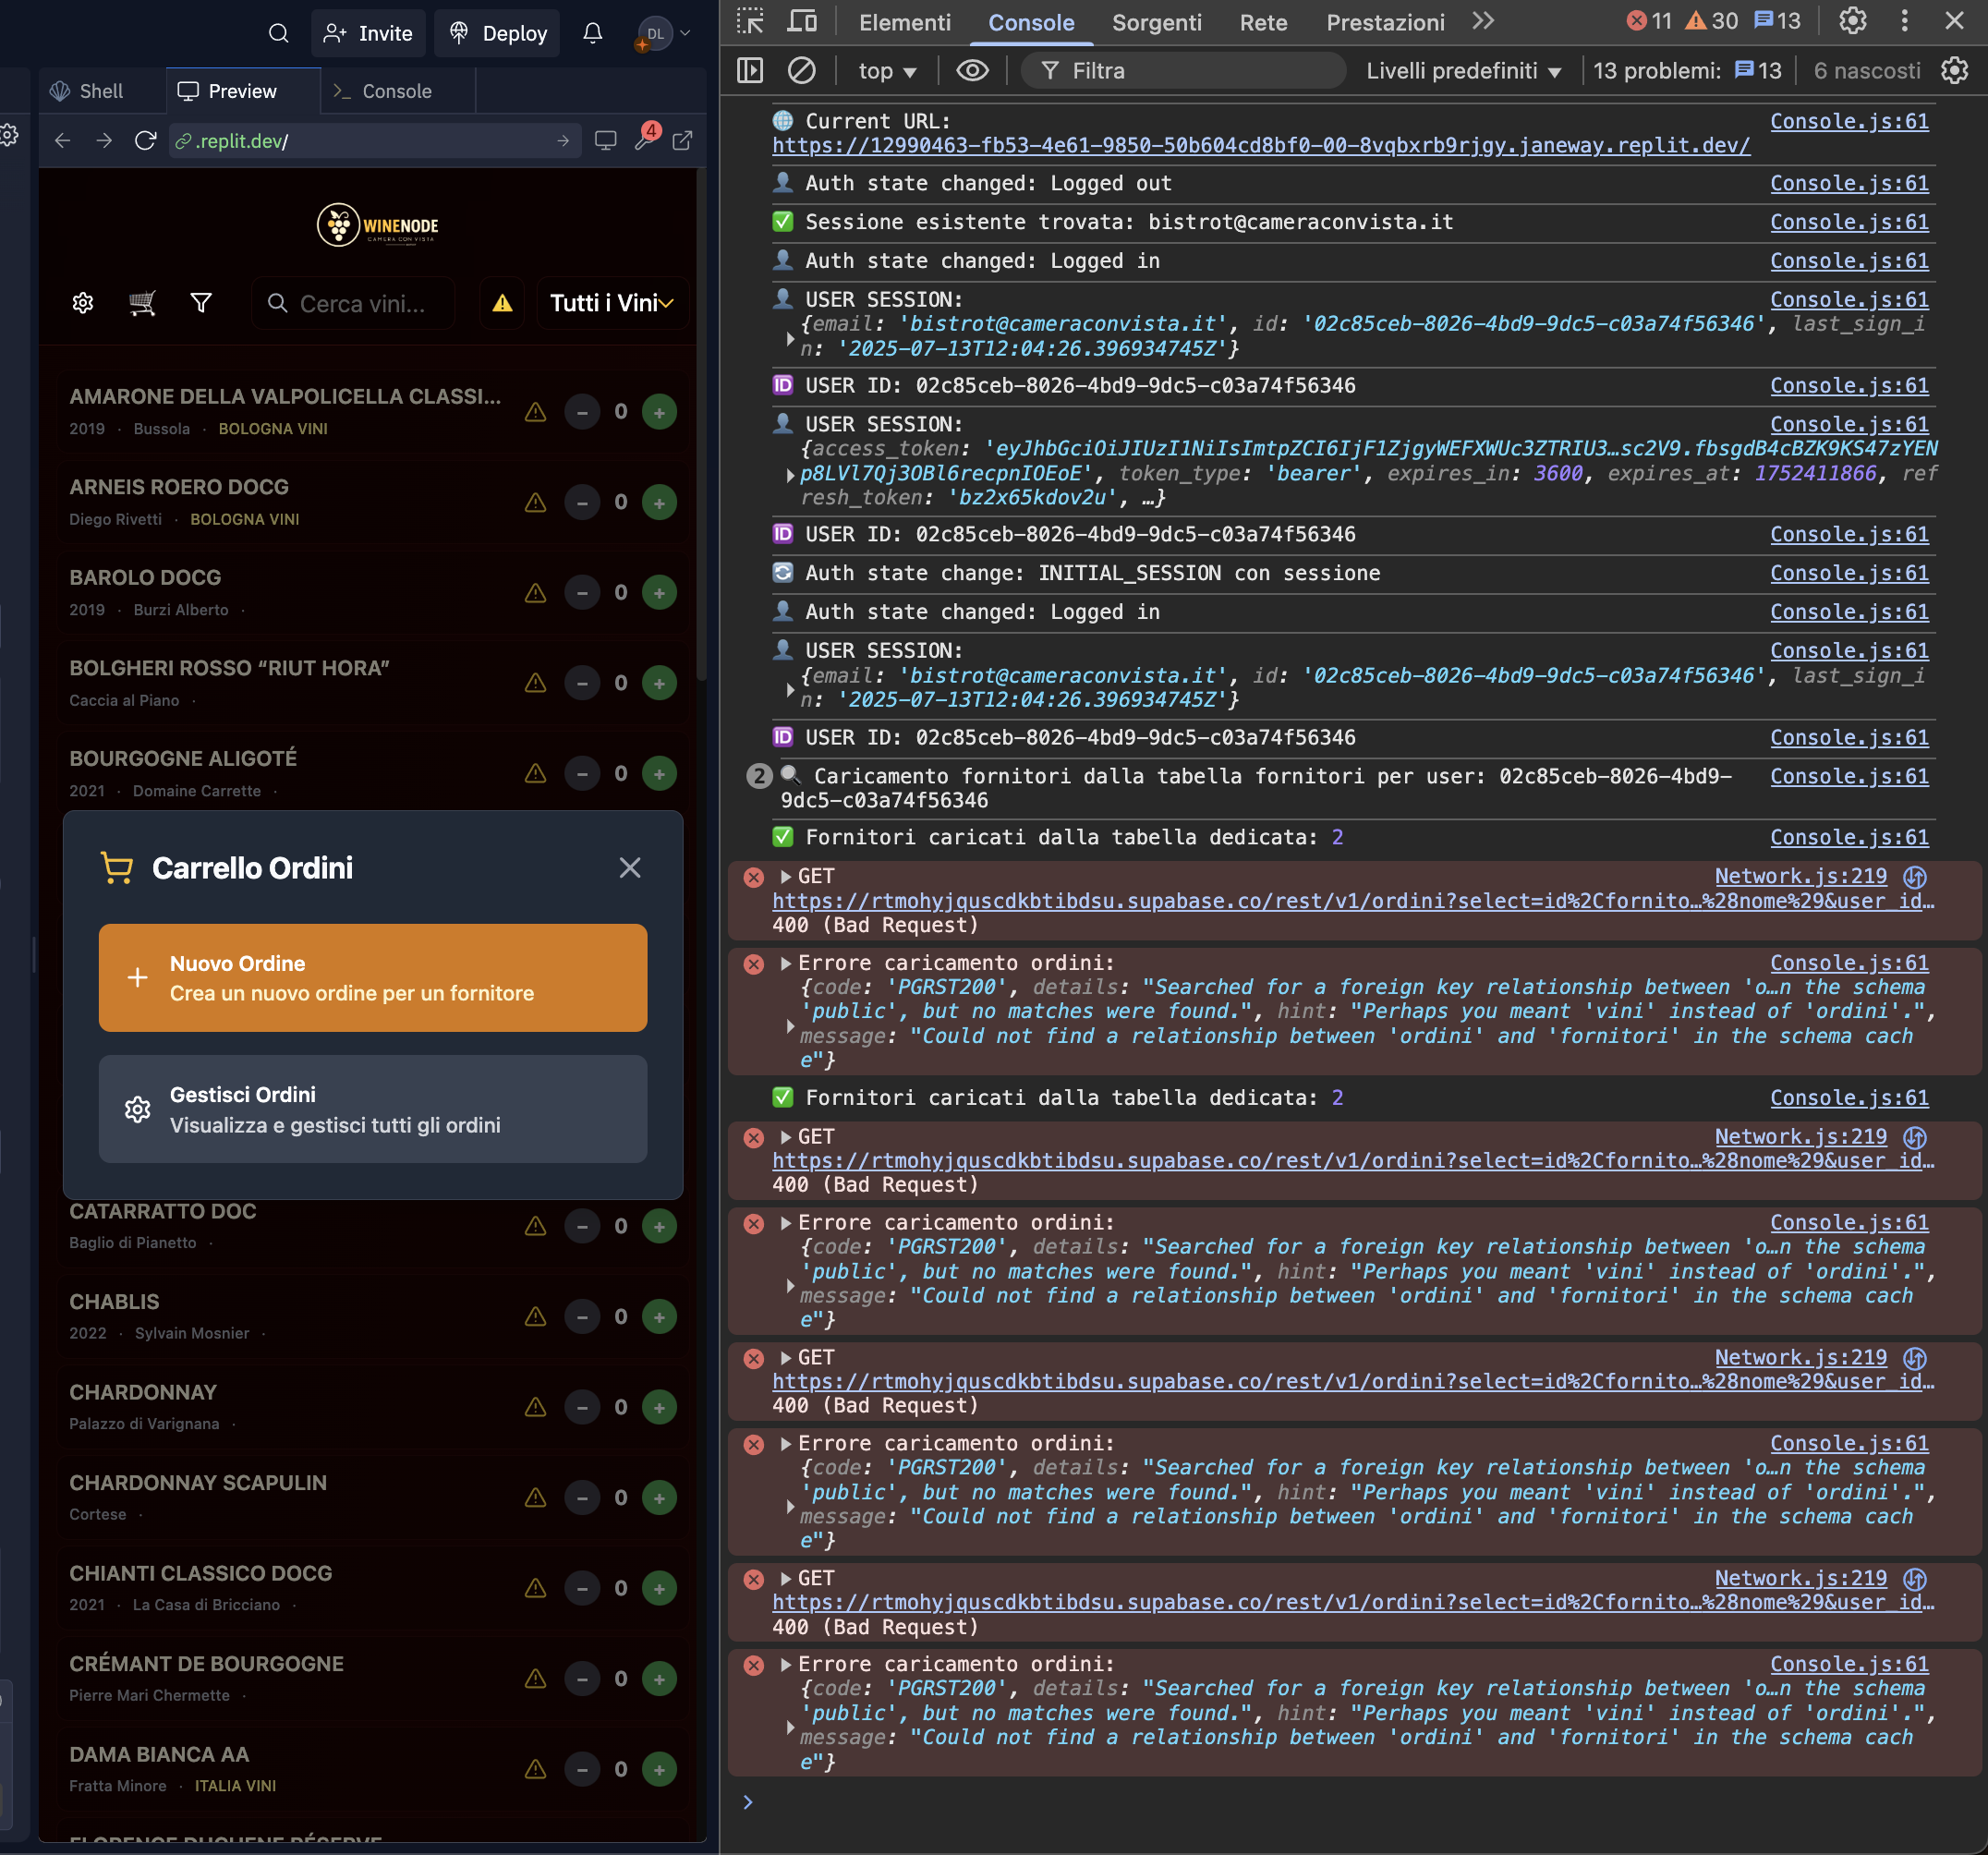 Invite
Deploy
DL
Shell
Preview
Console
.replit.dev/
4
WINENODE
CAMERA CON VISTA
Cerca vini...
Tutti i Vini
AMARONE DELLA VALPOLICELLA CLASSI...
2019 · Bussola · BOLOGNA VINI
0
ARNEIS ROERO DOCG
Diego Rivetti · BOLOGNA VINI
0
BAROLO DOCG
2019 · Burzi Alberto ·
0
BOLGHERI ROSSO “RIUT HORA”
Caccia al Piano ·
0
BOURGOGNE ALIGOTÉ
2021 · Domaine Carrette ·
0
Carrello Ordini
Nuovo Ordine
Crea un nuovo ordine per un fornitore
Gestisci Ordini
Visualizza e gestisci tutti gli ordini
CATARRATTO DOC
Baglio di Pianetto ·
0
CHABLIS
2022 · Sylvain Mosnier ·
0
CHARDONNAY
Palazzo di Varignana ·
0
CHARDONNAY SCAPULIN
Cortese ·
0
CHIANTI CLASSICO DOCG
2021 · La Casa di Bricciano ·
0
CRÉMANT DE BOURGOGNE
Pierre Mari Chermette ·
0
DAMA BIANCA AA
Fratta Minore · ITALIA VINI
0
Elementi
Console
Sorgenti
Rete
Prestazioni
11
30
13
top
Filtra
Livelli predefiniti
13 problemi:
13
6 nascosti
Current URL: Console.js:61
https://12990463-fb53-4e61-9850-50b604cd8bf0-00-8vqbxrb9rjgy.janeway.replit.dev/
Auth state changed: Logged out Console.js:61
Sessione esistente trovata: bistrot@cameraconvista.it Console.js:61
Auth state changed: Logged in Console.js:61
USER SESSION: Console.js:61
{email: 'bistrot@cameraconvista.it', id: '02c85ceb-8026-4bd9-9dc5-c03a74f56346', last_sign_i
n: '2025-07-13T12:04:26.396934745Z'}
ID USER ID: 02c85ceb-8026-4bd9-9dc5-c03a74f56346 Console.js:61
USER SESSION: Console.js:61
{access_token: 'eyJhbGciOiJIUzI1NiIsImtpZCI6IjF1ZjgyWEFXWUc3ZTRIU3…sc2V9.fbsgdB4cBZK9KS47zYEN
p8LVl7Qj3OBl6recpnIOEoE', token_type: 'bearer', expires_in: 3600, expires_at: 1752411866, ref
resh_token: 'bz2x65kdov2u', …}
ID USER ID: 02c85ceb-8026-4bd9-9dc5-c03a74f56346 Console.js:61
Auth state change: INITIAL_SESSION con sessione Console.js:61
Auth state changed: Logged in Console.js:61
USER SESSION: Console.js:61
{email: 'bistrot@cameraconvista.it', id: '02c85ceb-8026-4bd9-9dc5-c03a74f56346', last_sign_i
n: '2025-07-13T12:04:26.396934745Z'}
ID USER ID: 02c85ceb-8026-4bd9-9dc5-c03a74f56346 Console.js:61
2 Caricamento fornitori dalla tabella fornitori per user: 02c85ceb-8026-4bd9- Console.js:61
9dc5-c03a74f56346
Fornitori caricati dalla tabella dedicata: 2 Console.js:61
GET Network.js:219
https://rtmohyjquscdkbtibdsu.supabase.co/rest/v1/ordini?select=id%2Cfornito…%28nome%29&user_id…
400 (Bad Request)
Errore caricamento ordini: Console.js:61
{code: 'PGRST200', details: "Searched for a foreign key relationship between 'o…n the schema
'public', but no matches were found.", hint: "Perhaps you meant 'vini' instead of 'ordini'.",
message: "Could not find a relationship between 'ordini' and 'fornitori' in the schema cach
e"}
Fornitori caricati dalla tabella dedicata: 2 Console.js:61
GET Network.js:219
https://rtmohyjquscdkbtibdsu.supabase.co/rest/v1/ordini?select=id%2Cfornito…%28nome%29&user_id…
400 (Bad Request)
Errore caricamento ordini: Console.js:61
{code: 'PGRST200', details: "Searched for a foreign key relationship between 'o…n the schema
'public', but no matches were found.", hint: "Perhaps you meant 'vini' instead of 'ordini'.",
message: "Could not find a relationship between 'ordini' and 'fornitori' in the schema cach
e"}
GET Network.js:219
https://rtmohyjquscdkbtibdsu.supabase.co/rest/v1/ordini?select=id%2Cfornito…%28nome%29&user_id…
400 (Bad Request)
Errore caricamento ordini: Console.js:61
{code: 'PGRST200', details: "Searched for a foreign key relationship between 'o…n the schema
'public', but no matches were found.", hint: "Perhaps you meant 'vini' instead of 'ordini'.",
message: "Could not find a relationship between 'ordini' and 'fornitori' in the schema cach
e"}
GET Network.js:219
https://rtmohyjquscdkbtibdsu.supabase.co/rest/v1/ordini?select=id%2Cfornito…%28nome%29&user_id…
400 (Bad Request)
Errore caricamento ordini: Console.js:61
{code: 'PGRST200', details: "Searched for a foreign key relationship between 'o…n the schema
'public', but no matches were found.", hint: "Perhaps you meant 'vini' instead of 'ordini'.",
message: "Could not find a relationship between 'ordini' and 'fornitori' in the schema cach
e"}